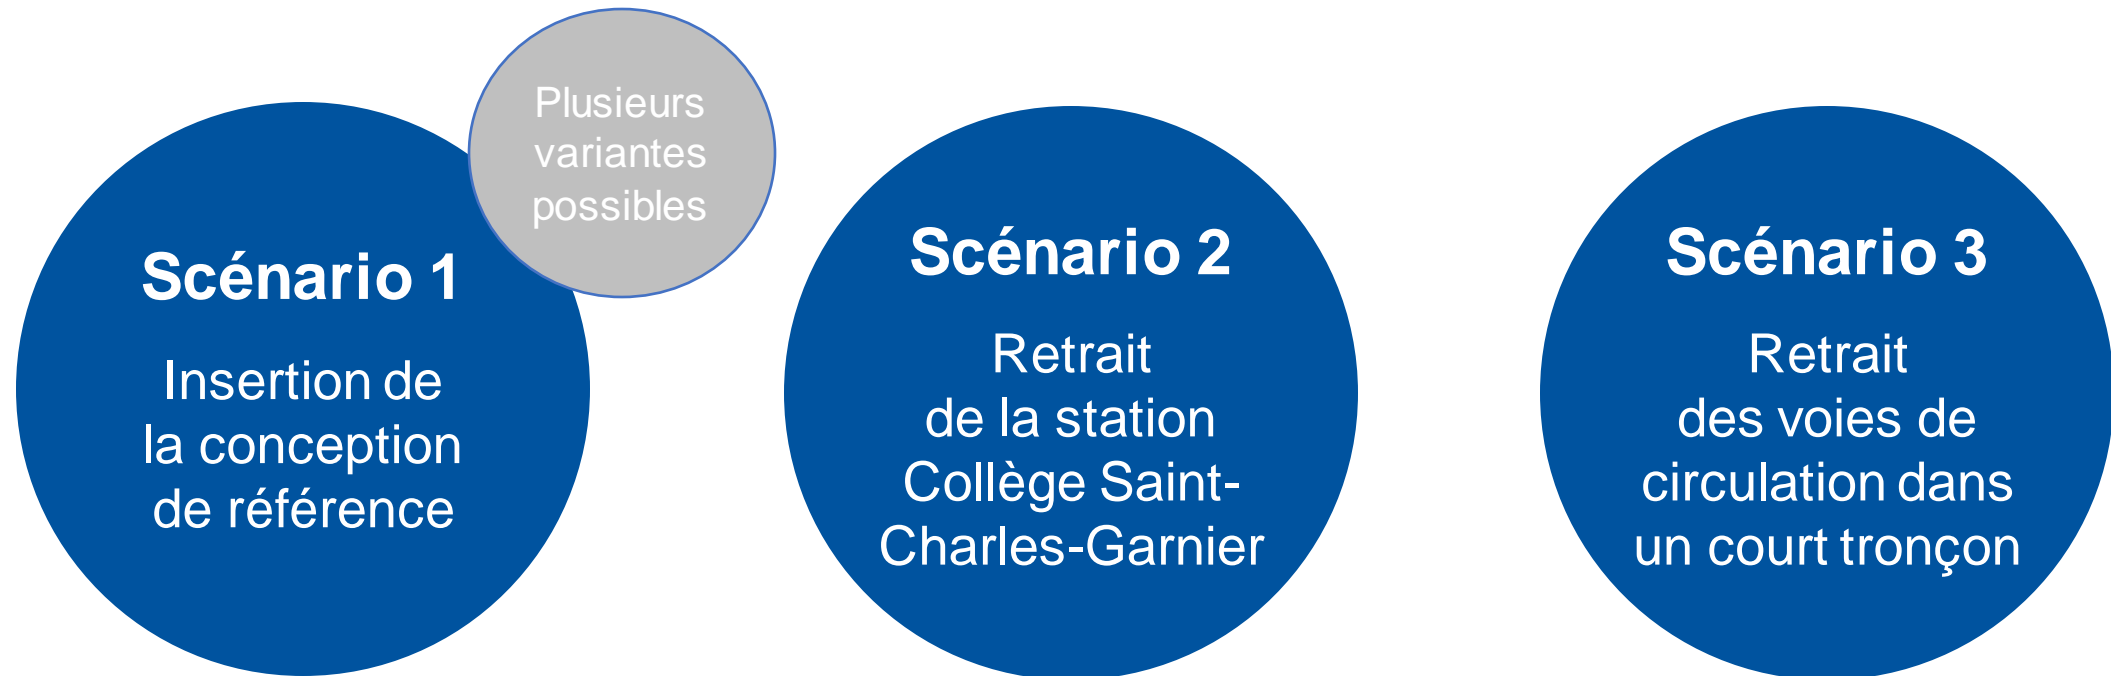 Plusieurs
variantes
possibles
Scénario 1
Insertion de
la conception
de référence
Scénario 2
Retrait
de la station
Collège Saint-
Charles-Garnier
Scénario 3
Retrait
des voies de
circulation dans
un court tronçon